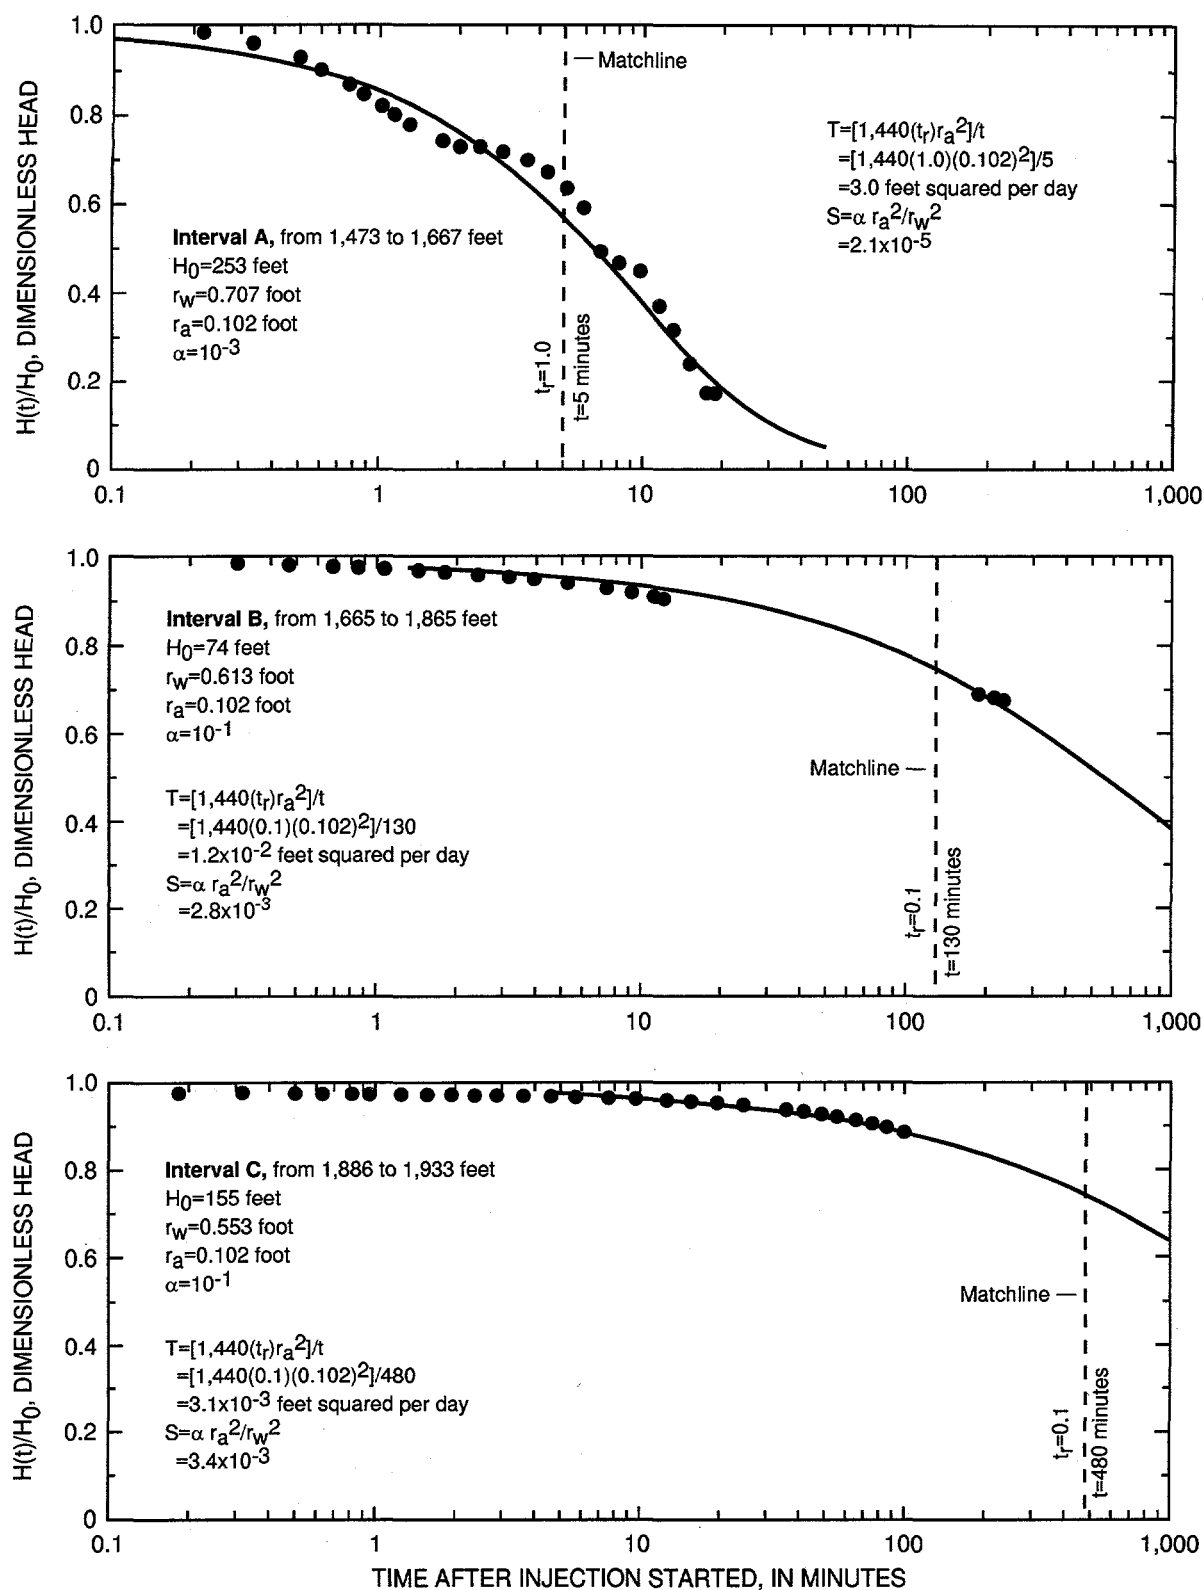 H(t)/H₀, DIMENSIONLESS HEAD
1.0
0.8
0.6
0.4
0.2
0
Matchline
T=[1,440(tᵣ)rₐ²]/t
=[1,440(1.0)(0.102)²]/5
=3.0 feet squared per day
S=α rₐ²/r_w²
=2.1x10⁻⁵
Interval A, from 1,473 to 1,667 feet
H₀=253 feet
r_w=0.707 foot
rₐ=0.102 foot
α=10⁻³
tᵣ=1.0
t=5 minutes
0.1 1 10 100 1,000
H(t)/H₀, DIMENSIONLESS HEAD
1.0
0.8
0.6
0.4
0.2
0
Interval B, from 1,665 to 1,865 feet
H₀=74 feet
r_w=0.613 foot
rₐ=0.102 foot
α=10⁻¹
Matchline
T=[1,440(tᵣ)rₐ²]/t
=[1,440(0.1)(0.102)²]/130
=1.2x10⁻² feet squared per day
S=α rₐ²/r_w²
=2.8x10⁻³
tᵣ=0.1
t=130 minutes
0.1 1 10 100 1,000
H(t)/H₀, DIMENSIONLESS HEAD
1.0
0.8
0.6
0.4
0.2
0
Interval C, from 1,886 to 1,933 feet
H₀=155 feet
r_w=0.553 foot
rₐ=0.102 foot
α=10⁻¹
Matchline
T=[1,440(tᵣ)rₐ²]/t
=[1,440(0.1)(0.102)²]/480
=3.1x10⁻³ feet squared per day
S=α rₐ²/r_w²
=3.4x10⁻³
tᵣ=0.1
t=480 minutes
0.1 1 10 100 1,000
TIME AFTER INJECTION STARTED, IN MINUTES